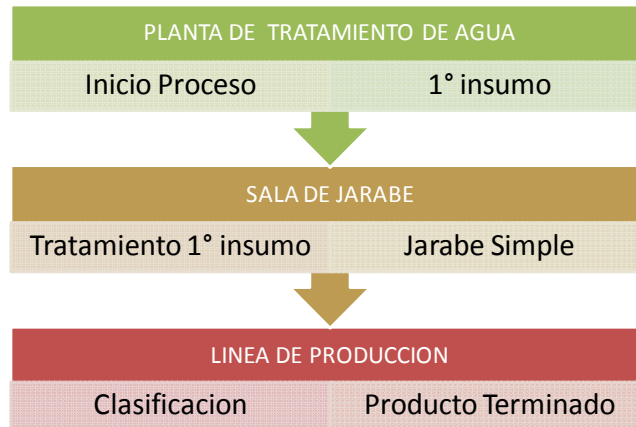 PLANTA DE TRATAMIENTO DE AGUA
Inicio Proceso 1° insumo
SALA DE JARABE
Tratamiento 1° insumo Jarabe Simple
LINEA DE PRODUCCION
Clasificacion Producto Terminado